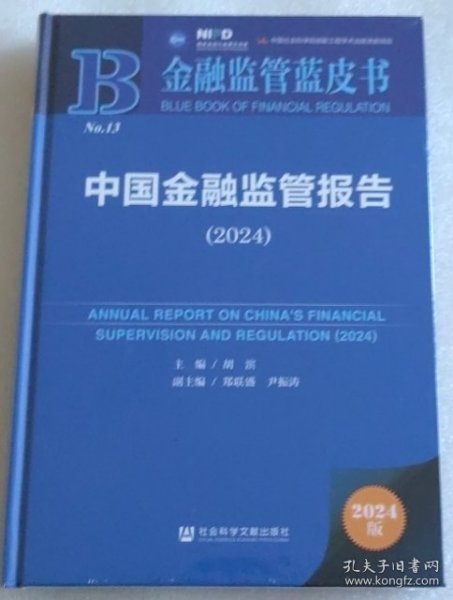 NIFD
B
金融监管蓝皮书
BLUE BOOK OF FINANCIAL REGULATION
No.13
中国金融监管报告
(2024)
ANNUAL REPORT ON CHINA'S FINANCIAL
SUPERVISION AND REGULATION (2024)
主 编 / 胡 滨
副主编 / 郑联盛 尹振涛
2024
版
社会科学文献出版社
孔夫子旧书网
www.kongfz.com